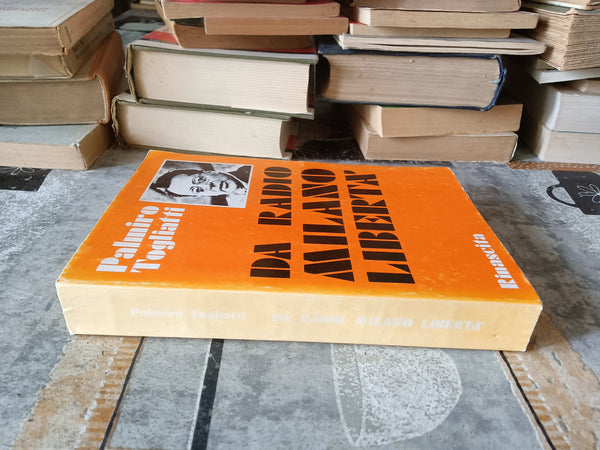 Palmiro
Togliatti
DA RADIO
MILANO
LIBERTA'
Rinascita
Palmiro Togliatti DA RADIO MILANO LIBERTA'